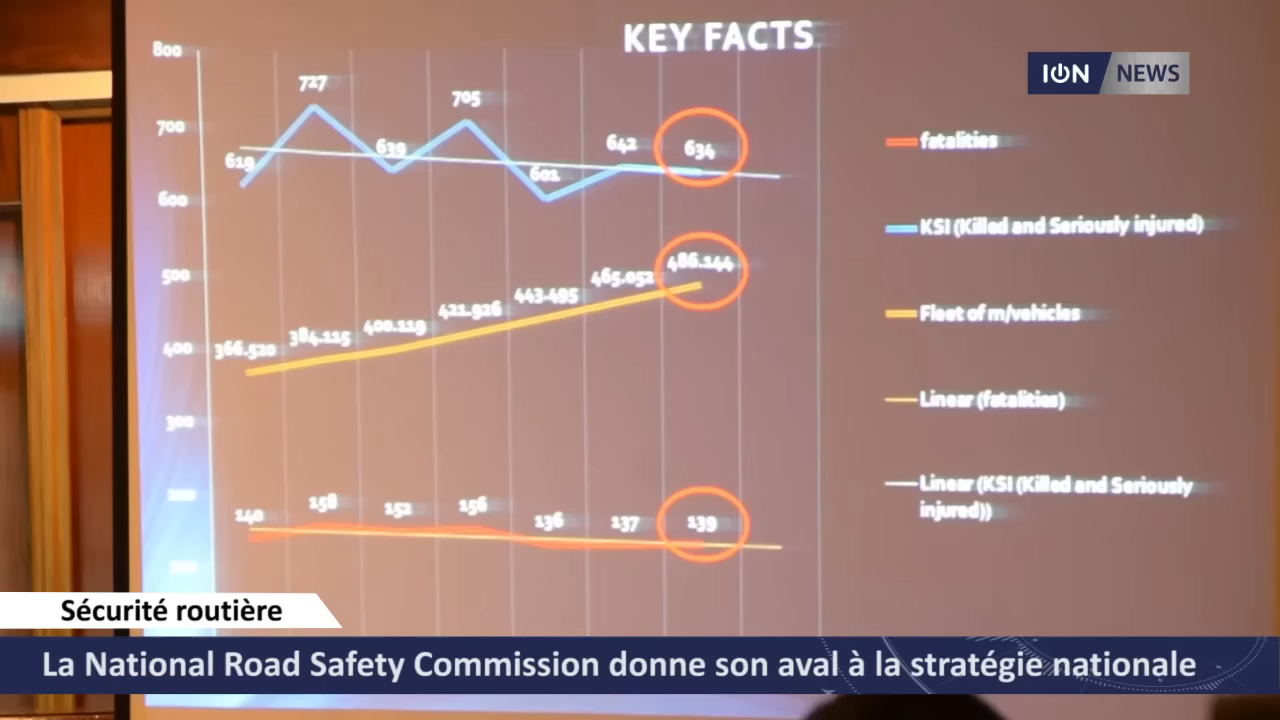 KEY FACTS
ION NEWS
800
727
705
700
619
639
601
642
634
600
500
486.144
465.052
443.495
421.926
400.119
384.115
366.520
400
300
140
158
152
156
136
137
139
fatalities
KSI (Killed and Seriously injured)
Fleet of m/vehicles
Linear (fatalities)
Linear (KSI (Killed and Seriously
injured))
Sécurité routière
La National Road Safety Commission donne son aval à la stratégie nationale